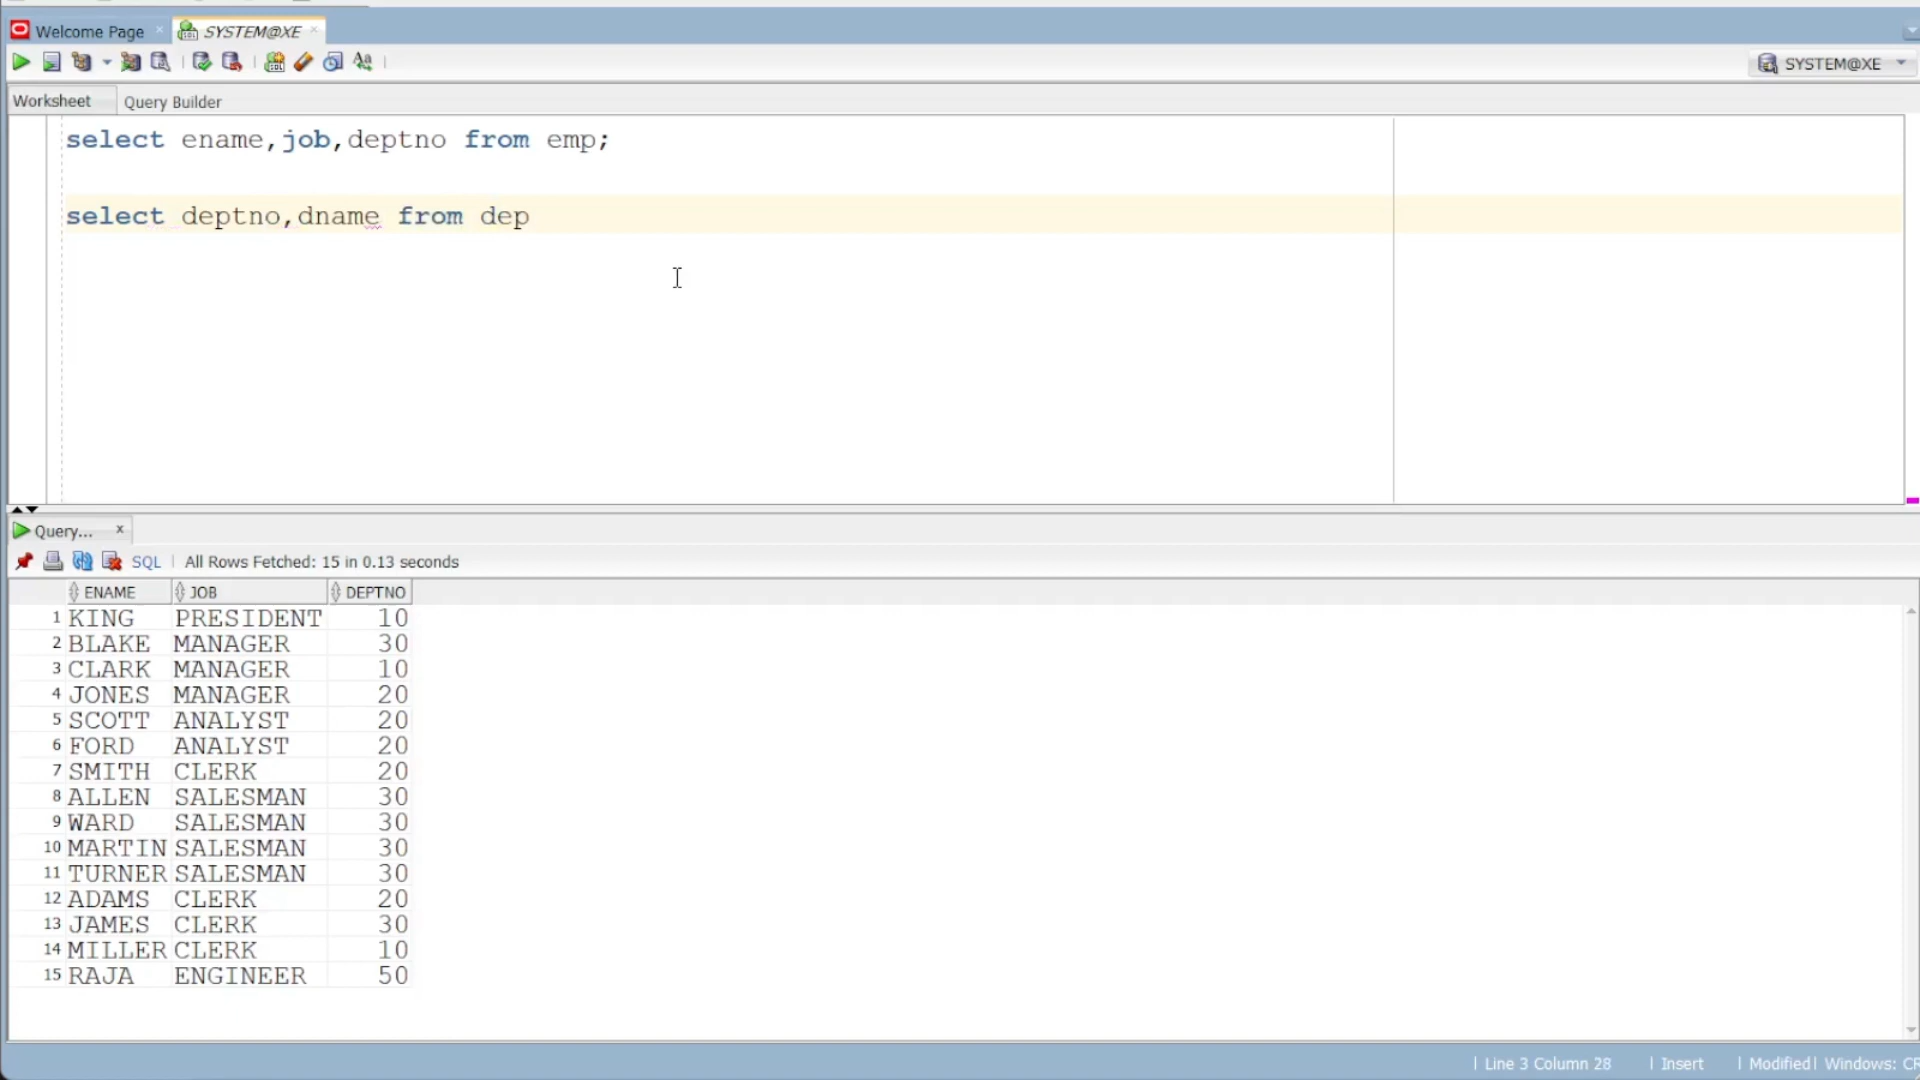 Welcome Page
SYSTEM@XE
SYSTEM@XE
Worksheet
Query Builder
select ename,job,deptno from emp;
select deptno,dname from dep
Query...
SQL
All Rows Fetched: 15 in 0.13 seconds
ENAME JOB DEPTNO
1 KING PRESIDENT 10
2 BLAKE MANAGER 30
3 CLARK MANAGER 10
4 JONES MANAGER 20
5 SCOTT ANALYST 20
6 FORD ANALYST 20
7 SMITH CLERK 20
8 ALLEN SALESMAN 30
9 WARD SALESMAN 30
10 MARTIN SALESMAN 30
11 TURNER SALESMAN 30
12 ADAMS CLERK 20
13 JAMES CLERK 30
14 MILLER CLERK 10
15 RAJA ENGINEER 50
Line 3 Column 28 | Insert | Modified | Windows: CR